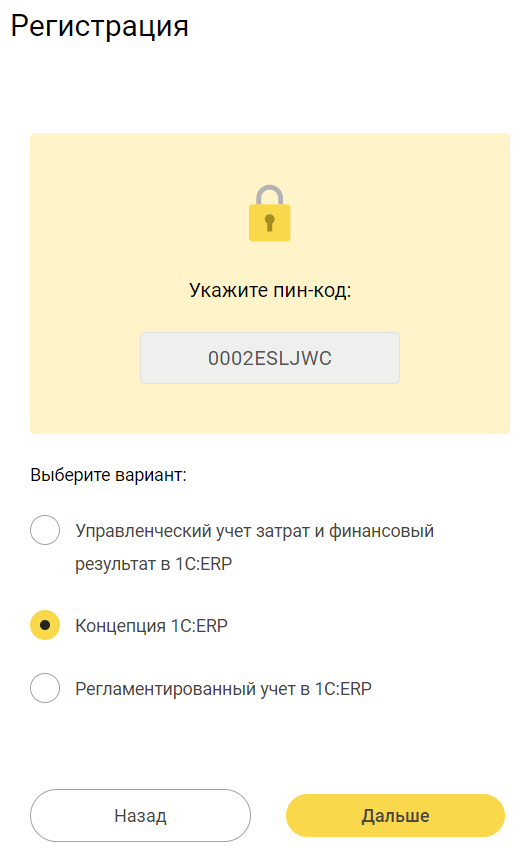 Регистрация
Укажите пин-код:
0002ESLJWC
Выберите вариант:
Управленческий учет затрат и финансовый
результат в 1С:ERP
Концепция 1С:ERP
Регламентированный учет в 1С:ERP
Назад
Дальше